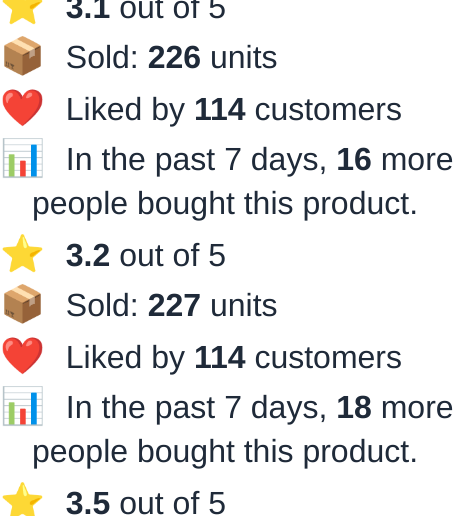 ⭐ 3.1 out of 5
📦 Sold: 226 units
❤️ Liked by 114 customers
📊 In the past 7 days, 16 more
people bought this product.
⭐ 3.2 out of 5
📦 Sold: 227 units
❤️ Liked by 114 customers
📊 In the past 7 days, 18 more
people bought this product.
⭐ 3.5 out of 5